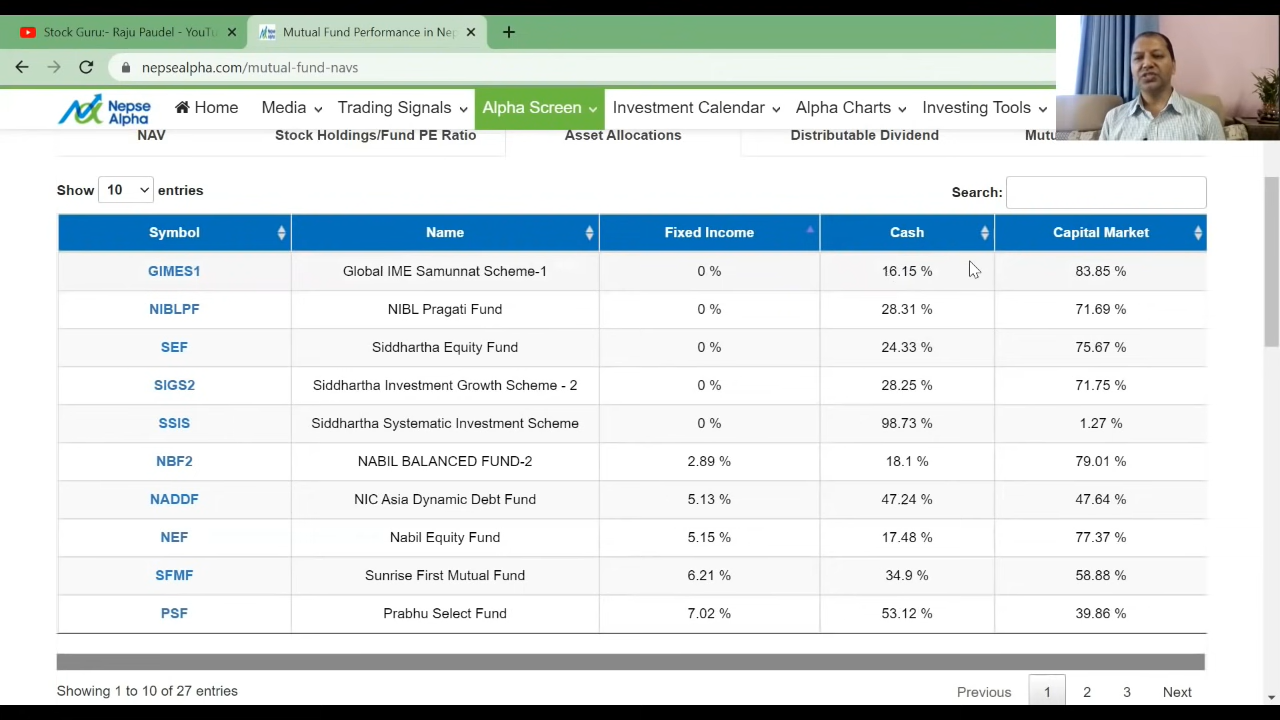 Stock Guru:- Raju Paudel - YouTu
Mutual Fund Performance in Nep
nepsealpha.com/mutual-fund-navs
Nepse Alpha
Home Media Trading Signals Alpha Screen Investment Calendar Alpha Charts Investing Tools
NAV Stock Holdings/Fund PE Ratio Asset Allocations Distributable Dividend Mutu
Show 10 entries Search:
Symbol Name Fixed Income Cash Capital Market
GIMES1 Global IME Samunnat Scheme-1 0 % 16.15 % 83.85 %
NIBLPF NIBL Pragati Fund 0 % 28.31 % 71.69 %
SEF Siddhartha Equity Fund 0 % 24.33 % 75.67 %
SIGS2 Siddhartha Investment Growth Scheme - 2 0 % 28.25 % 71.75 %
SSIS Siddhartha Systematic Investment Scheme 0 % 98.73 % 1.27 %
NBF2 NABIL BALANCED FUND-2 2.89 % 18.1 % 79.01 %
NADDF NIC Asia Dynamic Debt Fund 5.13 % 47.24 % 47.64 %
NEF Nabil Equity Fund 5.15 % 17.48 % 77.37 %
SFMF Sunrise First Mutual Fund 6.21 % 34.9 % 58.88 %
PSF Prabhu Select Fund 7.02 % 53.12 % 39.86 %
Showing 1 to 10 of 27 entries Previous 1 2 3 Next